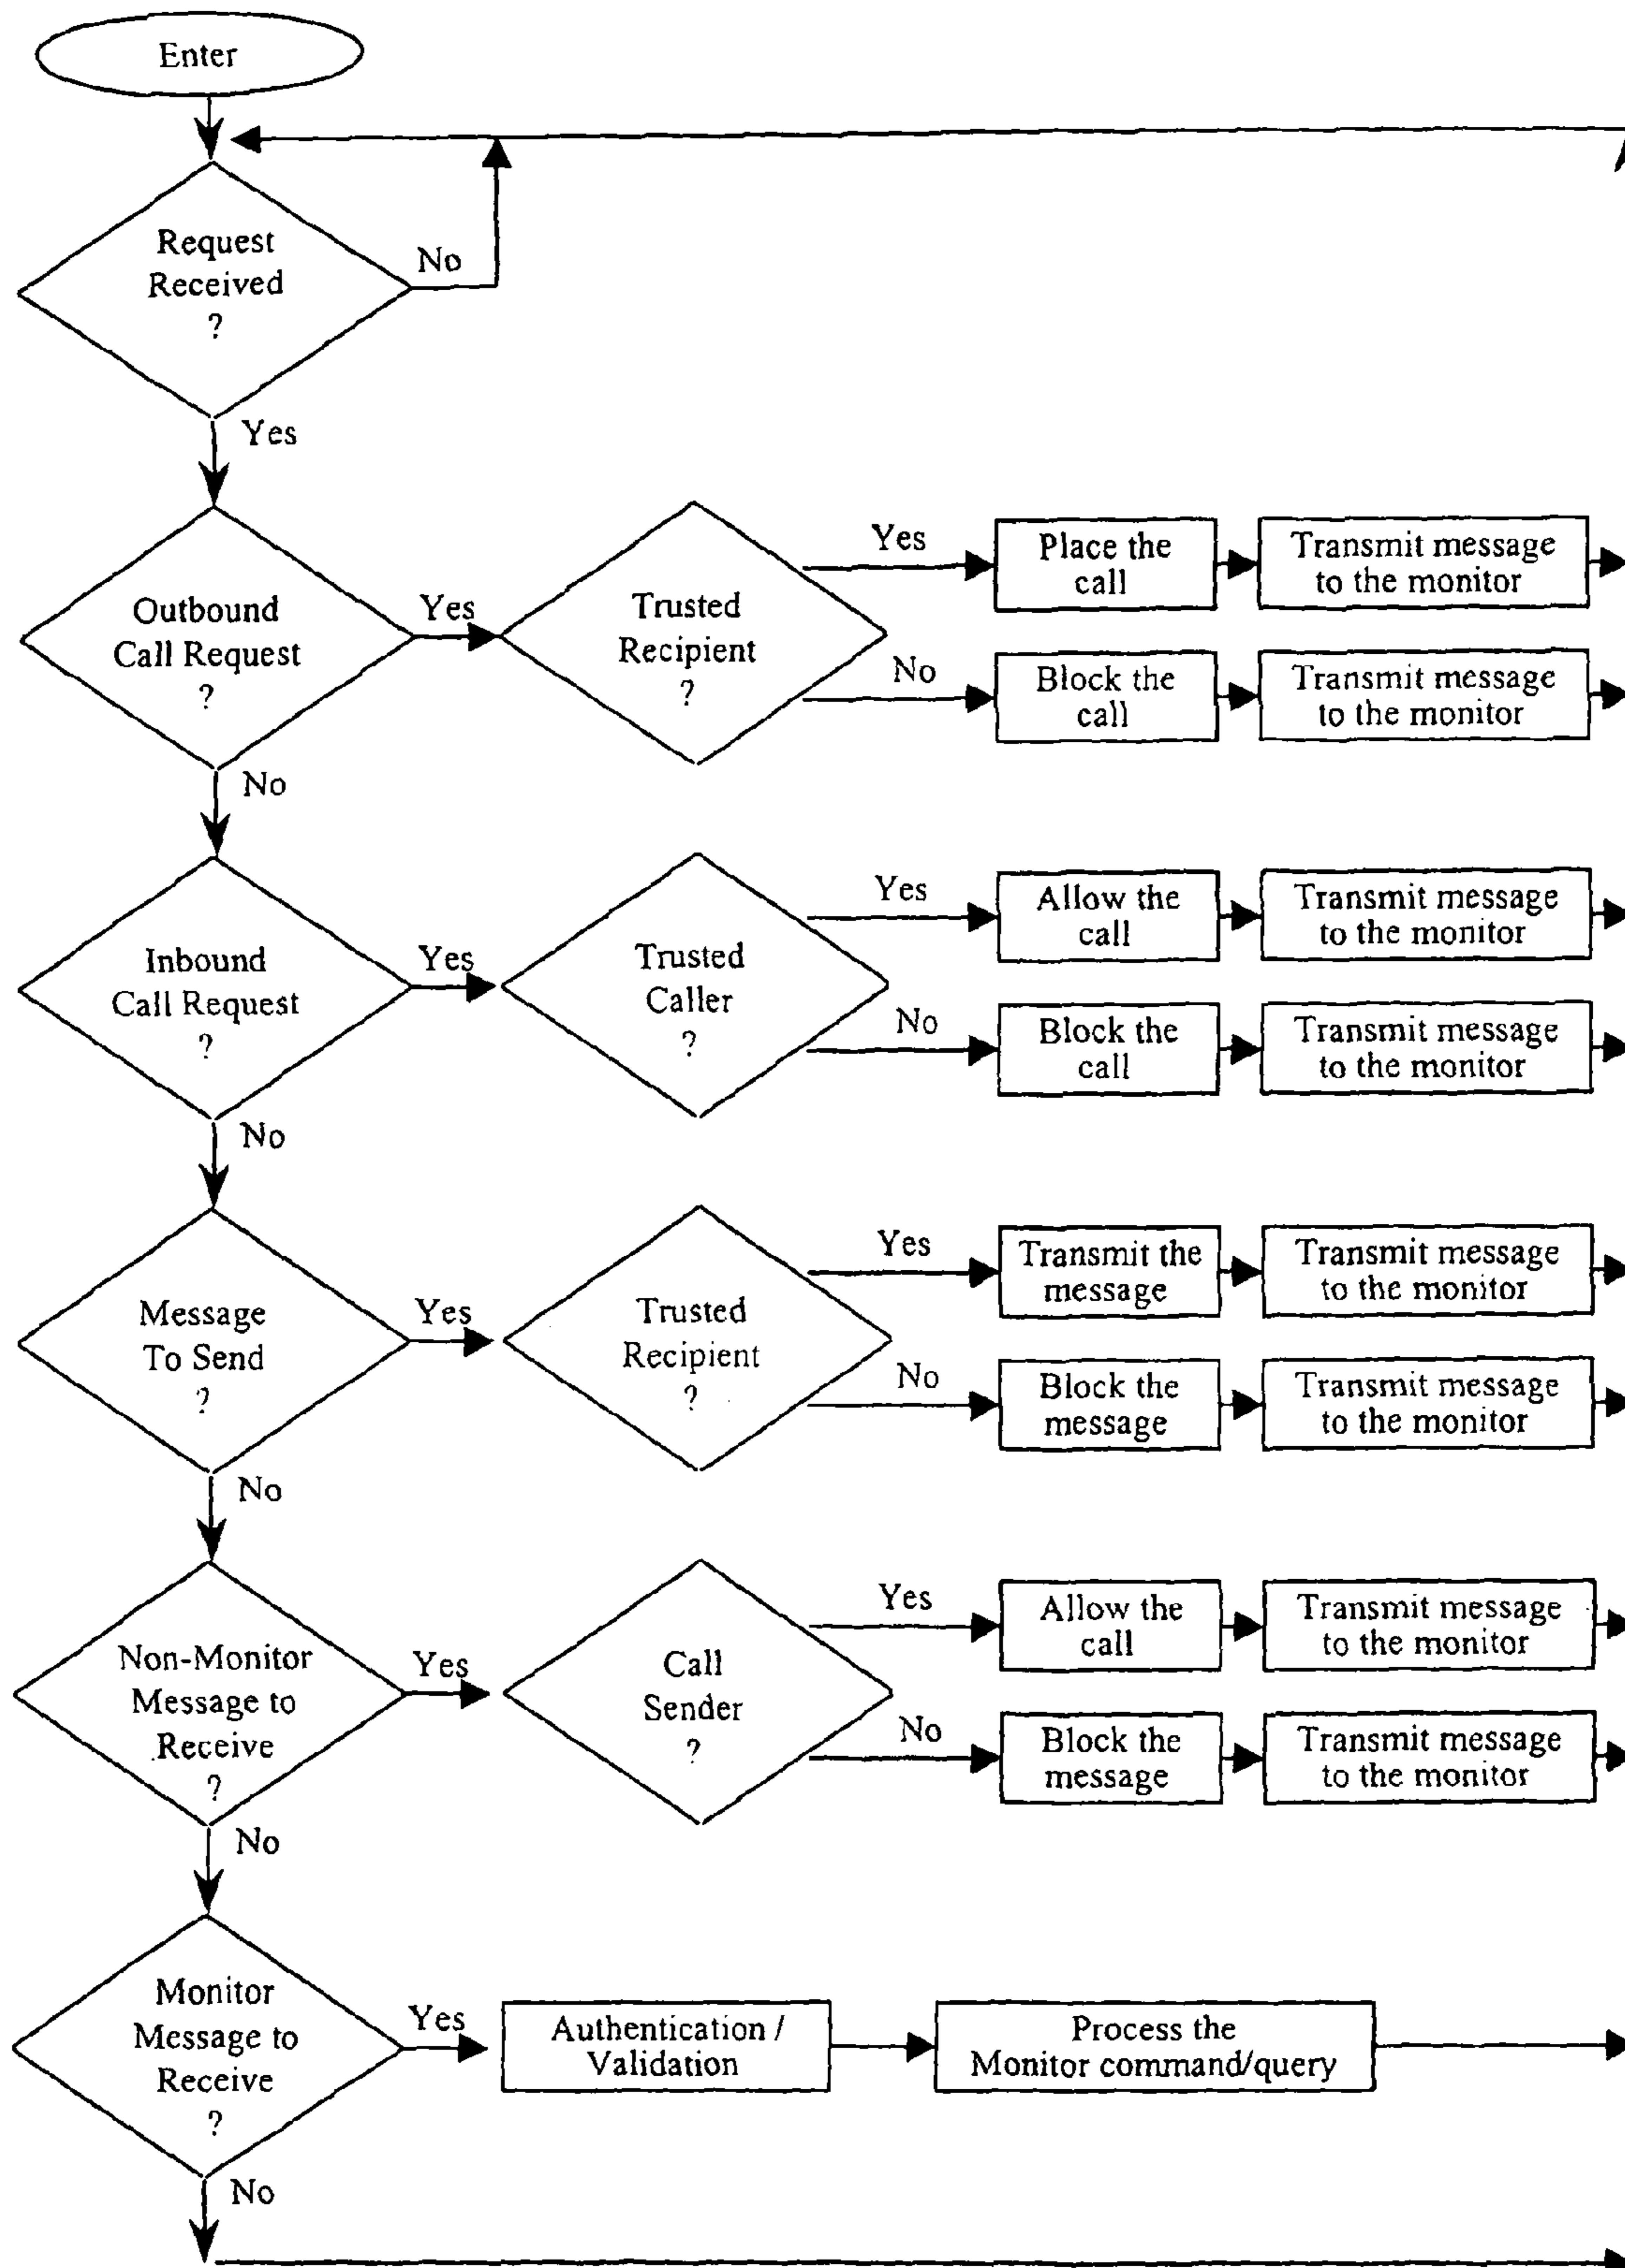 Enter
Request
Received
?
No
Yes
Outbound
Call Request
?
Yes
Trusted
Recipient
?
Yes
Place the
call
Transmit message
to the monitor
No
Block the
call
Transmit message
to the monitor
No
Inbound
Call Request
?
Yes
Trusted
Caller
?
Yes
Allow the
call
Transmit message
to the monitor
No
Block the
call
Transmit message
to the monitor
No
Message
To Send
?
Yes
Trusted
Recipient
?
Yes
Transmit the
message
Transmit message
to the monitor
No
Block the
message
Transmit message
to the monitor
No
Non-Monitor
Message to
Receive
?
Yes
Call
Sender
?
Yes
Allow the
call
Transmit message
to the monitor
No
Block the
message
Transmit message
to the monitor
No
Monitor
Message to
Receive
?
Yes
Authentication /
Validation
Process the
Monitor command/query
No